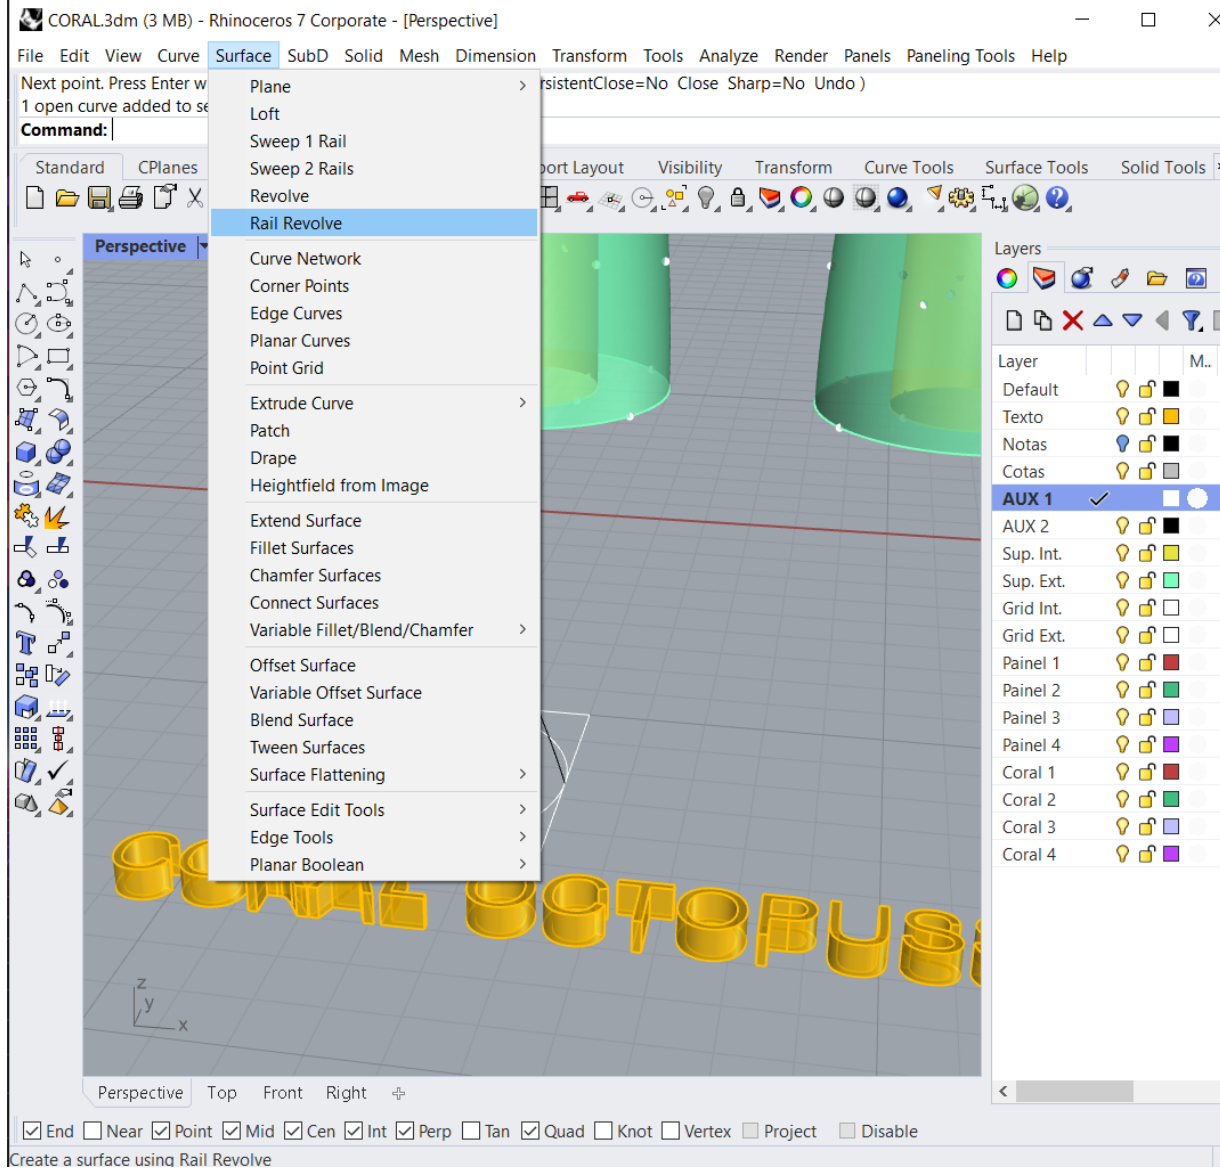 CORAL.3dm (3 MB) - Rhinoceros 7 Corporate - [Perspective]
File Edit View Curve Surface SubD Solid Mesh Dimension Transform Tools Analyze Render Panels Paneling Tools Help
Next point. Press Enter w rsistentClose=No Close Sharp=No Undo )
1 open curve added to se
Command:
Standard CPlanes port Layout Visibility Transform Curve Tools Surface Tools Solid Tools
Plane
Loft
Sweep 1 Rail
Sweep 2 Rails
Revolve
Rail Revolve
Curve Network
Corner Points
Edge Curves
Planar Curves
Point Grid
Extrude Curve
Patch
Drape
Heightfield from Image
Extend Surface
Fillet Surfaces
Chamfer Surfaces
Connect Surfaces
Variable Fillet/Blend/Chamfer
Offset Surface
Variable Offset Surface
Blend Surface
Tween Surfaces
Surface Flattening
Surface Edit Tools
Edge Tools
Planar Boolean
Perspective
Layers
Layer M..
Default
Texto
Notas
Cotas
AUX 1
AUX 2
Sup. Int.
Sup. Ext.
Grid Int.
Grid Ext.
Painel 1
Painel 2
Painel 3
Painel 4
Coral 1
Coral 2
Coral 3
Coral 4
CORAL OCTOPUS
z
y
x
Perspective Top Front Right
End Near Point Mid Cen Int Perp Tan Quad Knot Vertex Project Disable
Create a surface using Rail Revolve